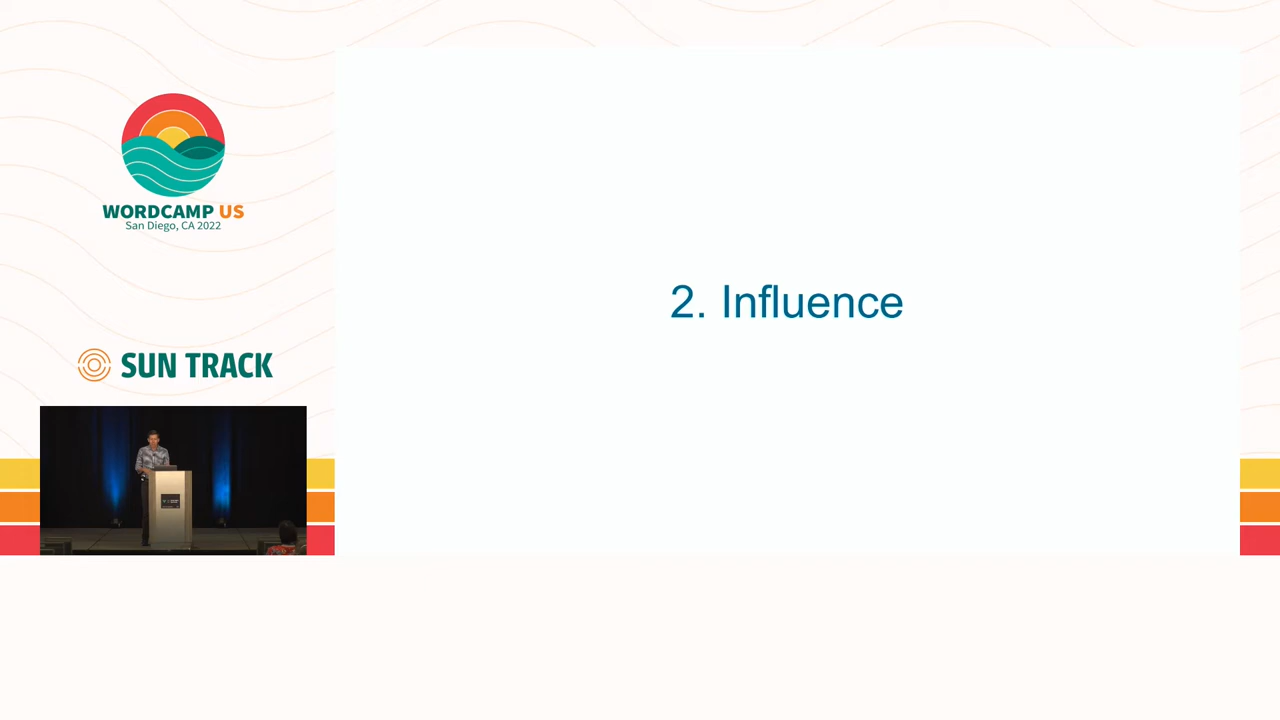 WORDCAMP US
San Diego, CA 2022
SUN TRACK
2. Influence